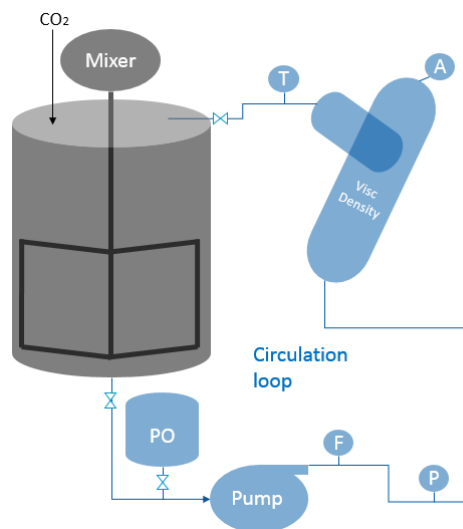 CO₂
Mixer
T
A
Visc
Density
Circulation
loop
PO
F
P
Pump